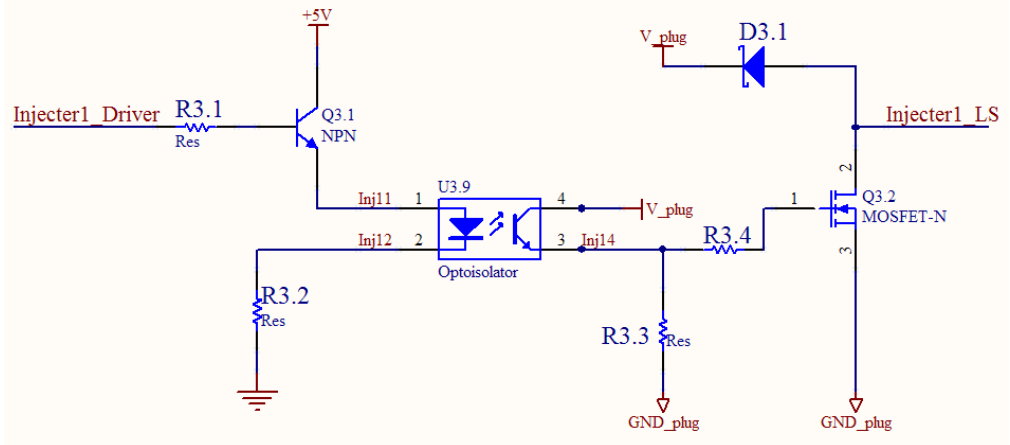 +5V
V_plug
D3.1
Injecter1_Driver
R3.1
Res
Q3.1
NPN
Injecter1_LS
2
U3.9
Inj11
1
4
V_plug
1
Q3.2
MOSFET-N
Inj12
2
3
Inj14
R3.4
3
Optoisolator
R3.2
Res
R3.3
Res
GND_plug
GND_plug